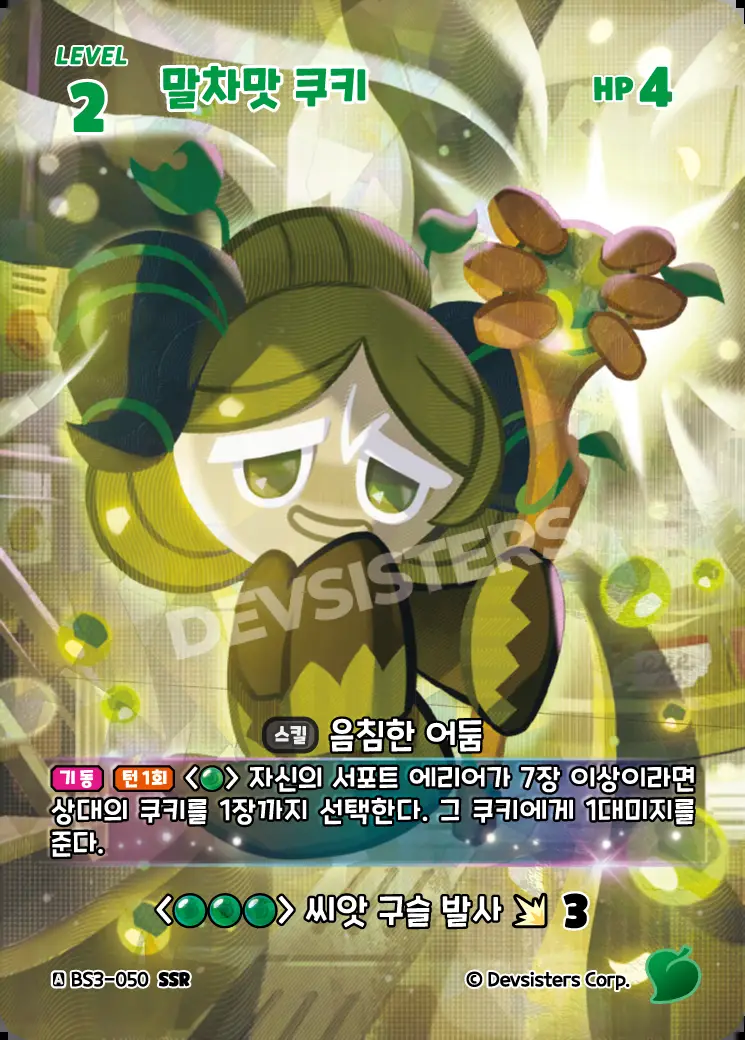 LEVEL
2
말차맛 쿠키
HP 4
DEVSISTERS
스킬 음침한 어둠
기동 턴1회 < > 자신의 서포트 에리어가 7장 이상이라면
상대의 쿠키를 1장까지 선택한다. 그 쿠키에게 1대미지를
준다.
< > 씨앗 구슬 발사 3
A BS3-050 SSR
© Devsisters Corp.